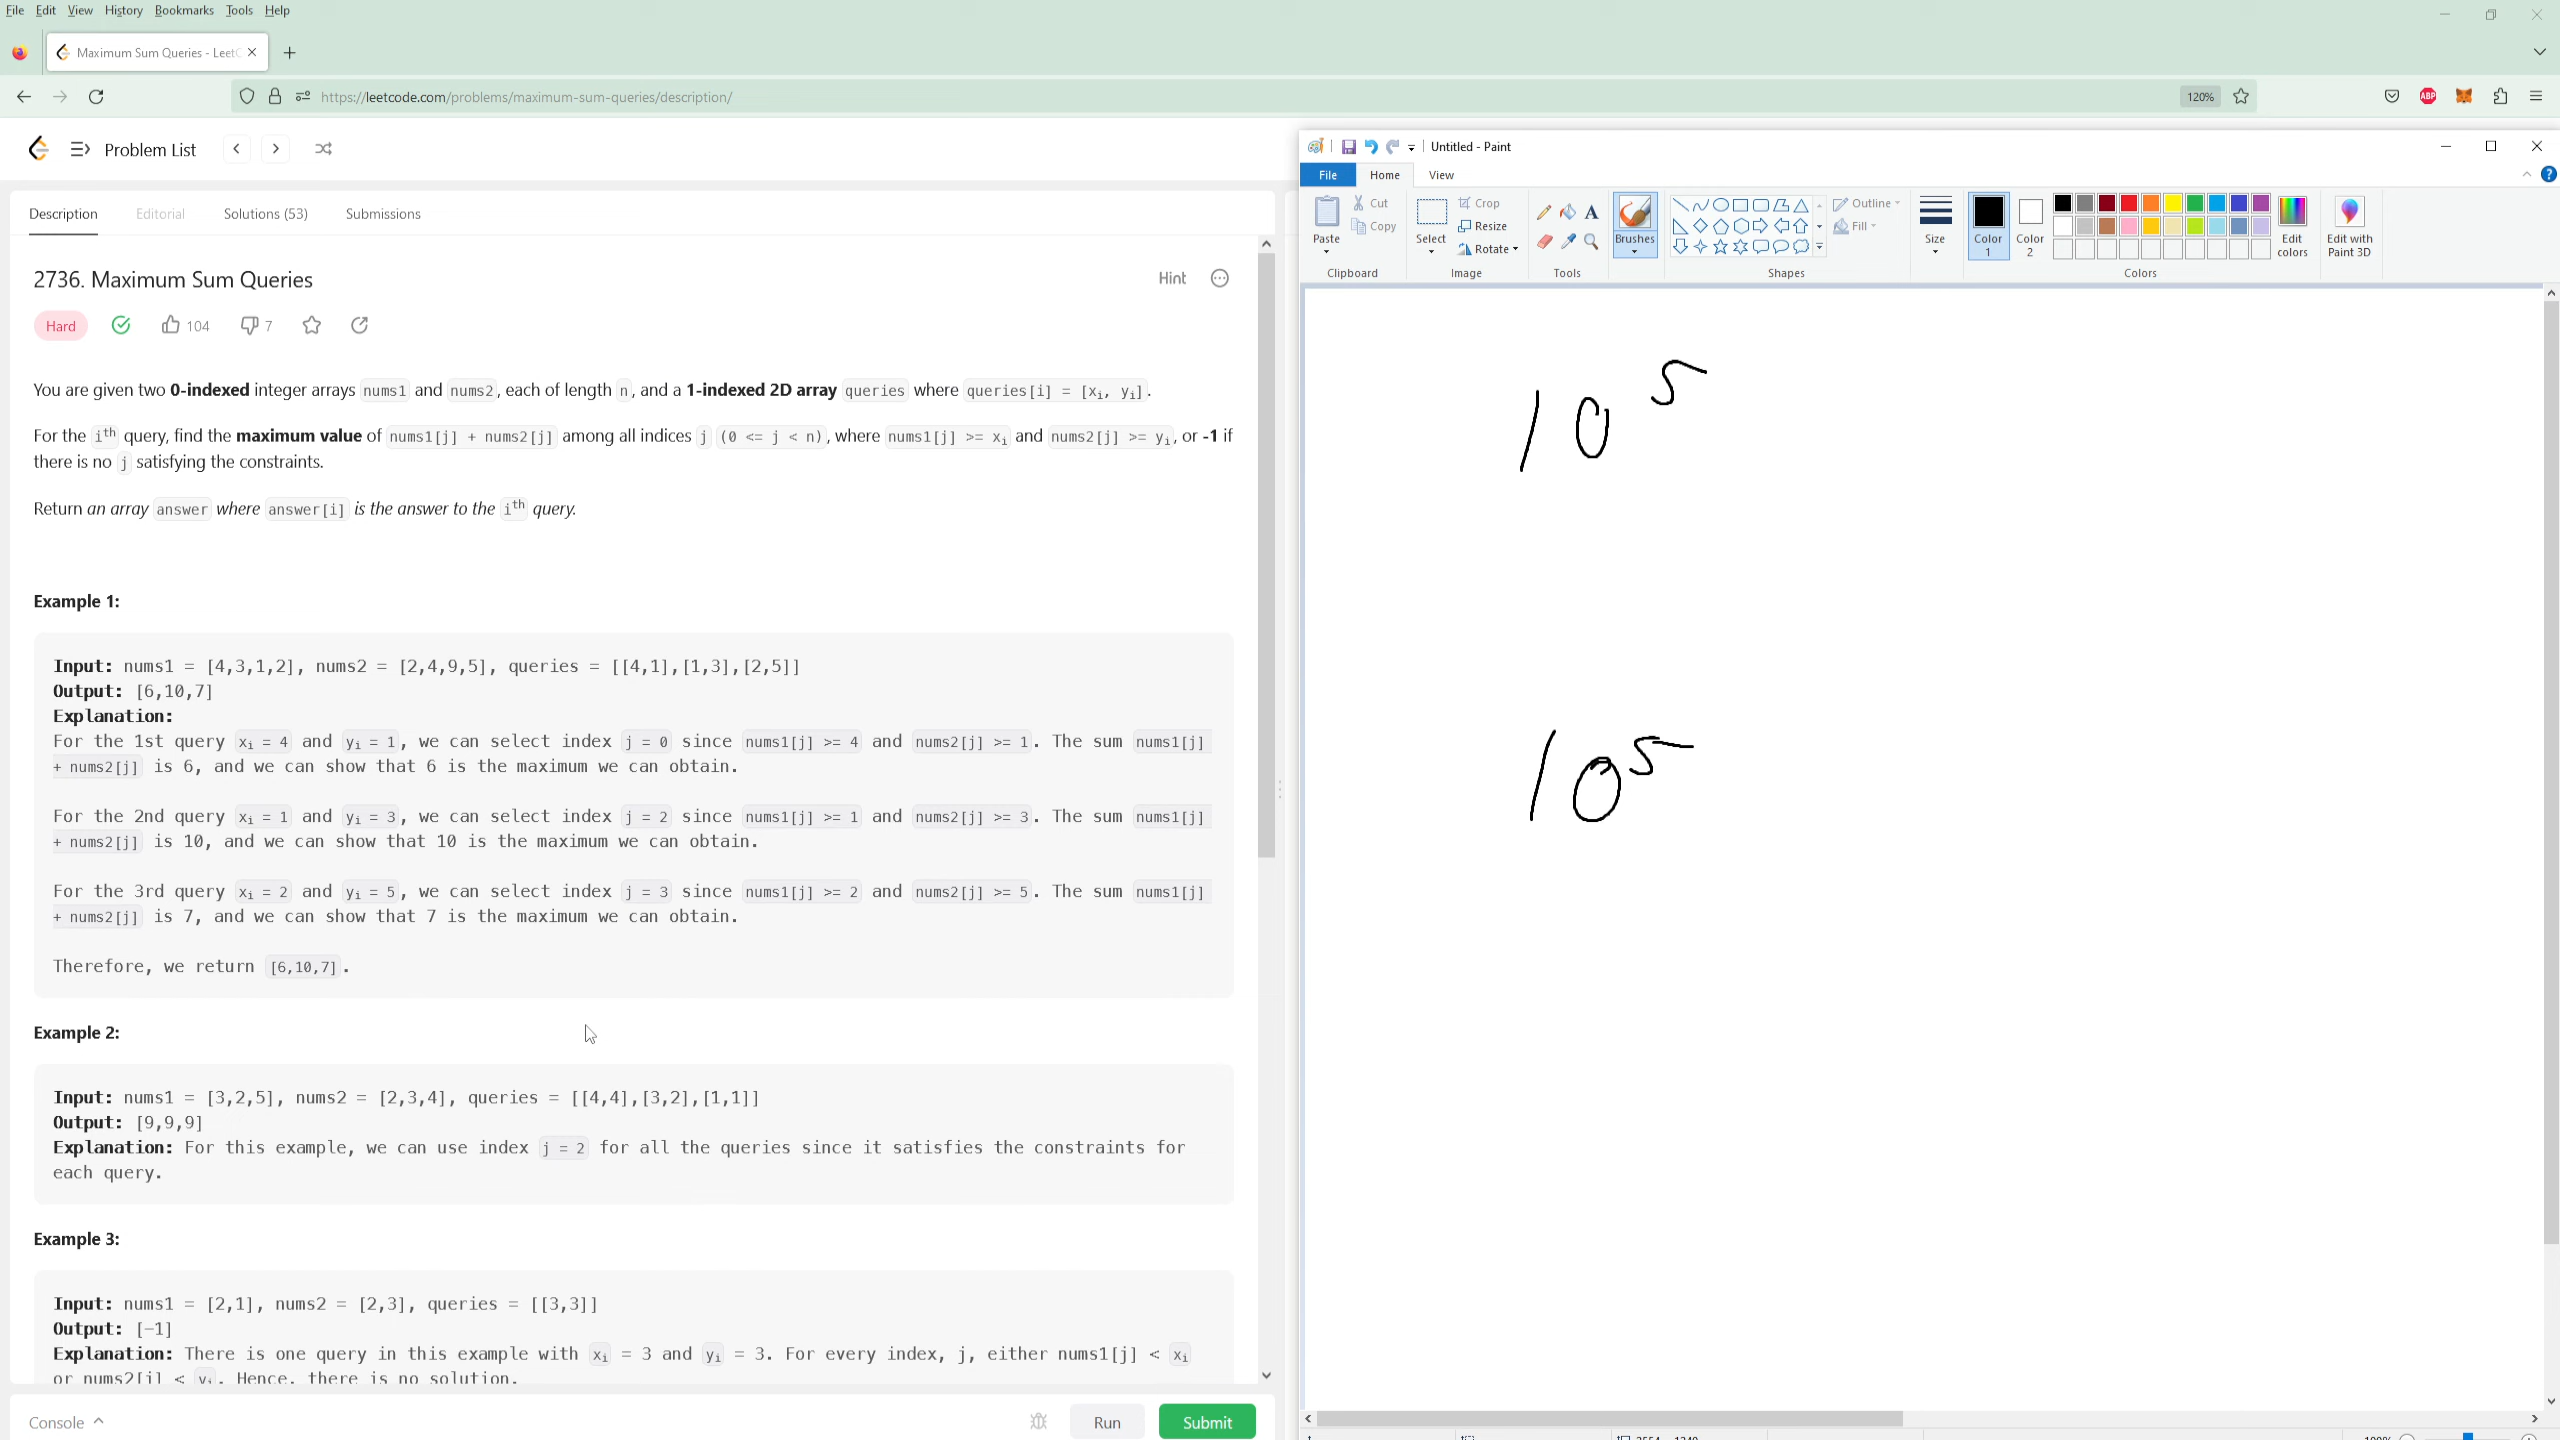 File Edit View History Bookmarks Tools Help
Maximum Sum Queries - LeetC
https://leetcode.com/problems/maximum-sum-queries/description/ 120% ABP
Problem List
Description Editorial Solutions (53) Submissions
2736. Maximum Sum Queries Hint
Hard 104 7
You are given two 0-indexed integer arrays nums1 and nums2, each of length n, and a 1-indexed 2D array queries where queries[i] = [xi, yi].
For the ith query, find the maximum value of nums1[j] + nums2[j] among all indices j (0 <= j < n), where nums1[j] >= xi and nums2[j] >= yi, or -1 if
there is no j satisfying the constraints.
Return an array answer where answer[i] is the answer to the ith query.
Example 1:
Input: nums1 = [4,3,1,2], nums2 = [2,4,9,5], queries = [[4,1],[1,3],[2,5]]
Output: [6,10,7]
Explanation:
For the 1st query xi = 4 and yi = 1, we can select index j = 0 since nums1[j] >= 4 and nums2[j] >= 1. The sum nums1[j]
+ nums2[j] is 6, and we can show that 6 is the maximum we can obtain.
For the 2nd query xi = 1 and yi = 3, we can select index j = 2 since nums1[j] >= 1 and nums2[j] >= 3. The sum nums1[j]
+ nums2[j] is 10, and we can show that 10 is the maximum we can obtain.
For the 3rd query xi = 2 and yi = 5, we can select index j = 3 since nums1[j] >= 2 and nums2[j] >= 5. The sum nums1[j]
+ nums2[j] is 7, and we can show that 7 is the maximum we can obtain.
Therefore, we return [6,10,7].
Example 2:
Input: nums1 = [3,2,5], nums2 = [2,3,4], queries = [[4,4],[3,2],[1,1]]
Output: [9,9,9]
Explanation: For this example, we can use index j = 2 for all the queries since it satisfies the constraints for
each query.
Example 3:
Input: nums1 = [2,1], nums2 = [2,3], queries = [[3,3]]
Output: [-1]
Explanation: There is one query in this example with xi = 3 and yi = 3. For every index, j, either nums1[j] < xi
or nums2[j] < yi. Hence, there is no solution.
Console Run Submit
Untitled - Paint
File Home View
Paste Cut Copy Select Crop Resize Rotate Brushes Outline Fill Size Color 1 Color 2 Edit colors Edit with Paint 3D
Clipboard Image Tools Shapes Colors
10 5
10 5